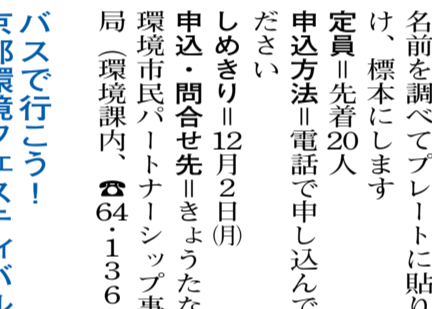 名前を調べてプレートに貼り
け、標本にします
定員＝先着20人
申込方法＝電話で申し込んで
ださい
しめきり＝12月2日(月)
申込・問合せ先＝きょうたな
環境市民パートナーシップ事
局（環境課内、☎64・136
バスで行こう！
京都環境フェスティバル